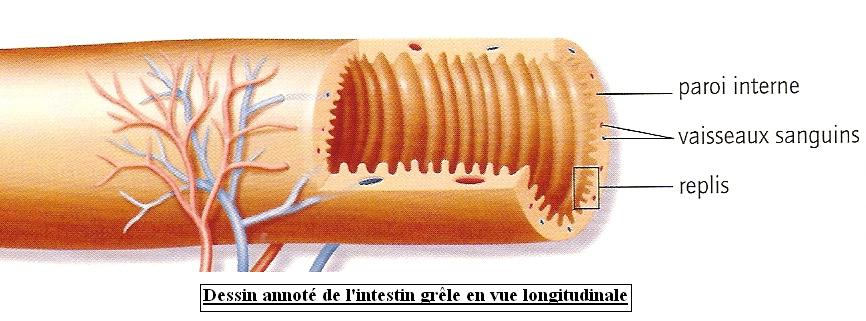 paroi interne
vaisseaux sanguins
replis
Dessin annoté de l'intestin grêle en vue longitudinale